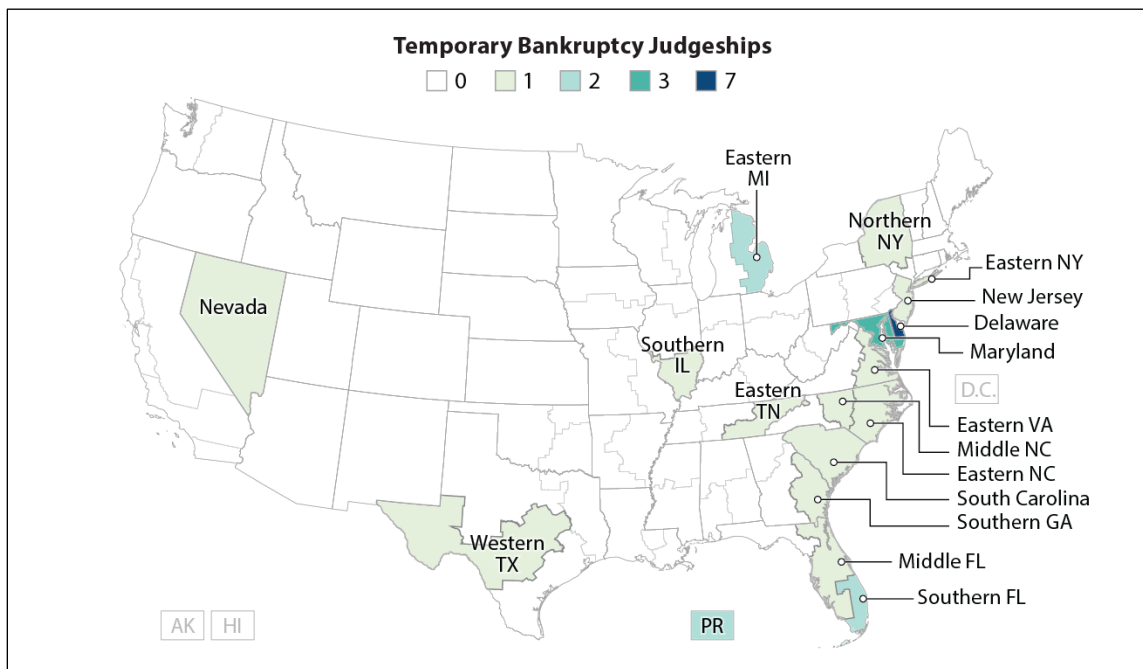 Temporary Bankruptcy Judgeships
0 1 2 3 7
Eastern
MI
Northern
NY
Eastern NY
New Jersey
Delaware
Maryland
Nevada
Southern
IL
Eastern
TN
D.C.
Eastern VA
Middle NC
Eastern NC
South Carolina
Southern GA
Western
TX
Middle FL
Southern FL
AK HI
PR